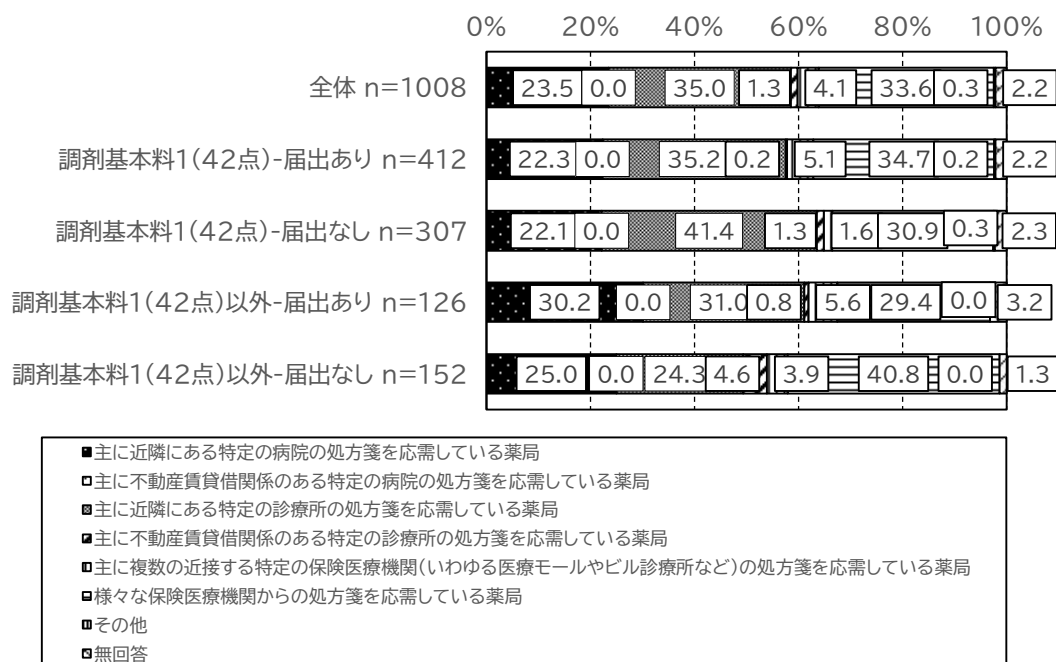 0% 20% 40% 60% 80% 100%
全体 n=1008 23.5 0.0 35.0 1.3 4.1 33.6 0.3 2.2
調剤基本料1(42点)-届出あり n=412 22.3 0.0 35.2 0.2 5.1 34.7 0.2 2.2
調剤基本料1(42点)-届出なし n=307 22.1 0.0 41.4 1.3 1.6 30.9 0.3 2.3
調剤基本料1(42点)以外-届出あり n=126 30.2 0.0 31.0 0.8 5.6 29.4 0.0 3.2
調剤基本料1(42点)以外-届出なし n=152 25.0 0.0 24.3 4.6 3.9 40.8 0.0 1.3
主に近隣にある特定の病院の処方箋を応需している薬局
主に不動産賃貸借関係のある特定の病院の処方箋を応需している薬局
主に近隣にある特定の診療所の処方箋を応需している薬局
主に不動産賃貸借関係のある特定の診療所の処方箋を応需している薬局
主に複数の近接する特定の保険医療機関(いわゆる医療モールやビル診療所など)の処方箋を応需している薬局
様々な保険医療機関からの処方箋を応需している薬局
その他
無回答